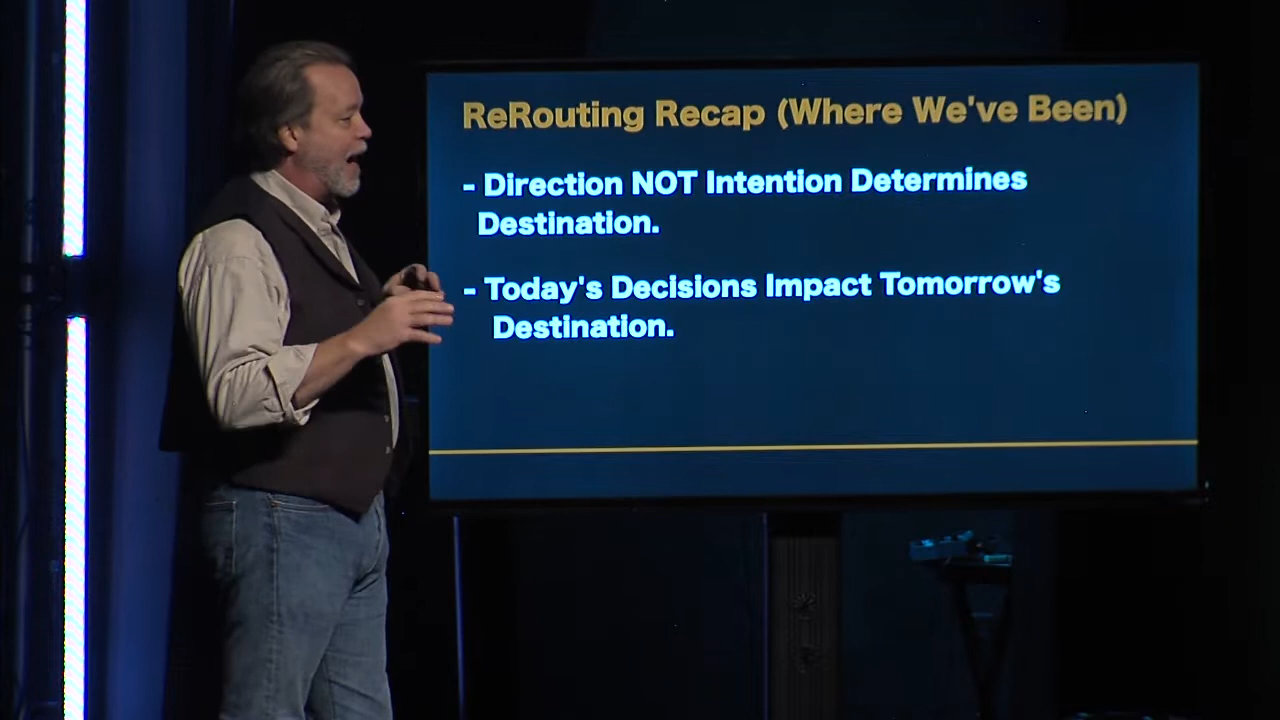 ReRouting Recap (Where We've Been)
- Direction NOT Intention Determines
Destination.
- Today's Decisions Impact Tomorrow's
Destination.